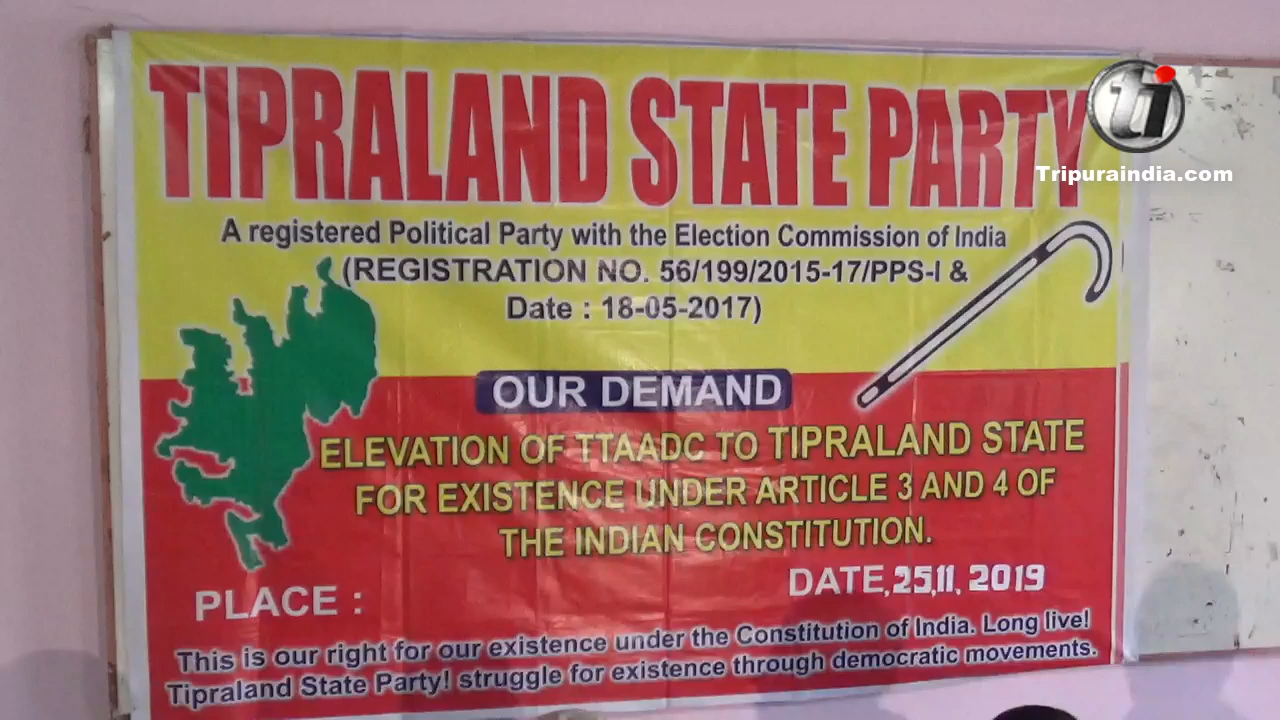 TIPRALAND STATE PARTY
ti
Tripuraindia.com
A registered Political Party with the Election Commission of India
(REGISTRATION NO. 56/199/2015-17/PPS-I &
Date : 18-05-2017)
OUR DEMAND
ELEVATION OF TTAADC TO TIPRALAND STATE
FOR EXISTENCE UNDER ARTICLE 3 AND 4 OF
THE INDIAN CONSTITUTION.
DATE,25,11, 2019
PLACE :
This is our right for our existence under the Constitution of India. Long live!
Tipraland State Party! struggle for existence through democratic movements.